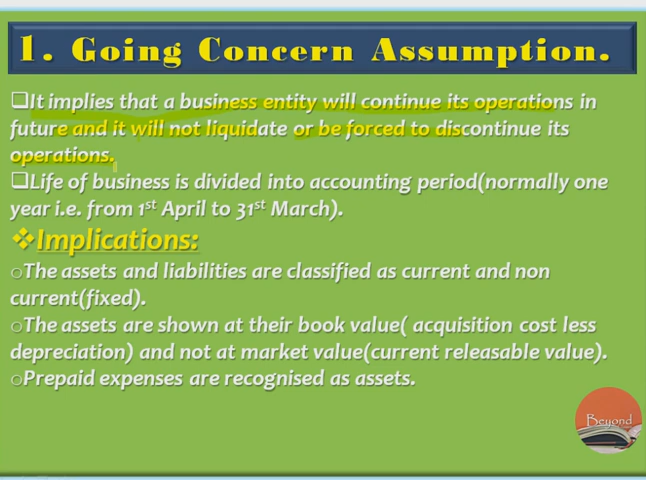 1. Going Concern Assumption.
❑It implies that a business entity will continue its operations in
future and it will not liquidate or be forced to discontinue its
operations.
❑Life of business is divided into accounting period(normally one
year i.e. from 1st April to 31st March).
❖Implications:
oThe assets and liabilities are classified as current and non
current(fixed).
oThe assets are shown at their book value( acquisition cost less
depreciation) and not at market value(current releasable value).
oPrepaid expenses are recognised as assets.
Beyond